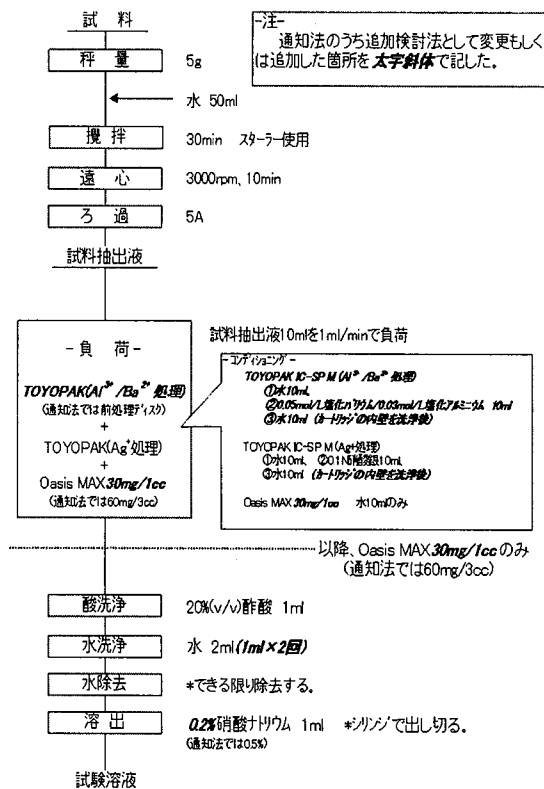 試 料
秤 量 5g
水 50ml
攪 拌 30min スターラー使用
遠 心 3000rpm、10min
ろ 過 5A
試料抽出液
-注-
通知法のうち追加検討法として変更もしく
は追加した箇所を太字斜体で記した。
試料抽出液10mlを1ml/minで負荷
-負 荷-
TOYOPAK(Al³⁺/Ba²⁺処理)
(通知法では前処理ディスク)
+
TOYOPAK(Ag⁺処理)
+
Oasis MAX30mg/1cc
(通知法では60mg/3cc)
-コンディショニング-
TOYOPAK IC-SP M(Al³⁺/Ba²⁺処理)
①水10ml、
②0.05mol/L塩化バリウム/0.03mol/L塩化アルミニウム 10ml
③水10ml(カートリッジの内壁を洗浄後)
TOYOPAK IC-SP M(Ag+処理)
①水10ml、 10ml、
③水10ml (カートリッジの内壁を洗浄後)
Oasis MAX 30mg/1cc 水10mlのみ
以降、Oasis MAX30mg/1ccのみ
(通知法では60mg/3cc)
酸洗浄 20%(v/v)酢酸 1ml
水洗浄 水 2ml(1ml×2回)
水除去 *できる限り除去する。
溶 出 0.2%硝酸ナトリウム 1ml *シリンジで出し切る。
(通知法では0.5%)
試験溶液